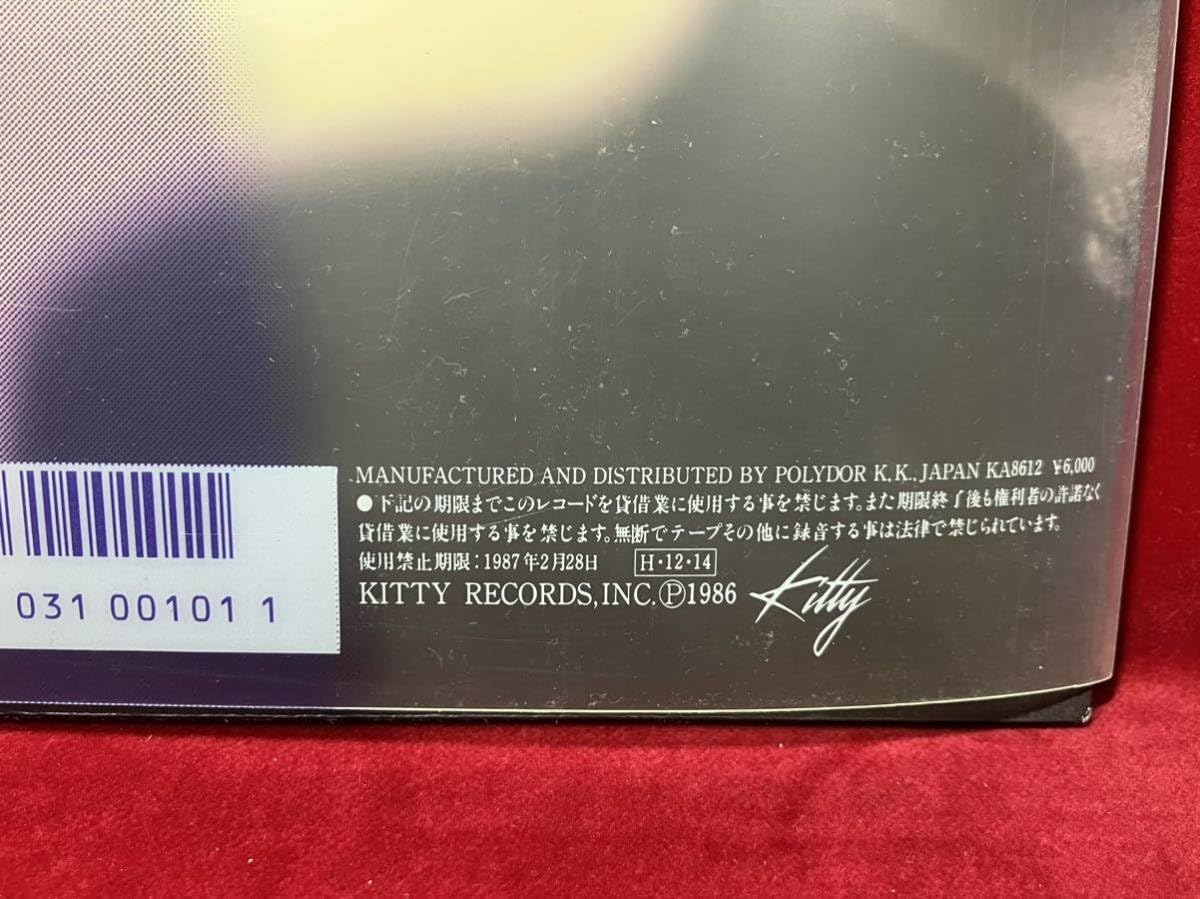 MANUFACTURED AND DISTRIBUTED BY POLYDOR K.K., JAPAN KA8612 ¥6,000
●下記の期限までこのレコードを賃借業に使用する事を禁じます。また期限終了後も権利者の許諾なく
賃借業に使用する事を禁じます。無断でテープその他に録音する事は法律で禁じられています。
使用禁止期限:1987年2月28日 H・12・14
KITTY RECORDS, INC. Ⓟ1986 Kitty
031 00101 1